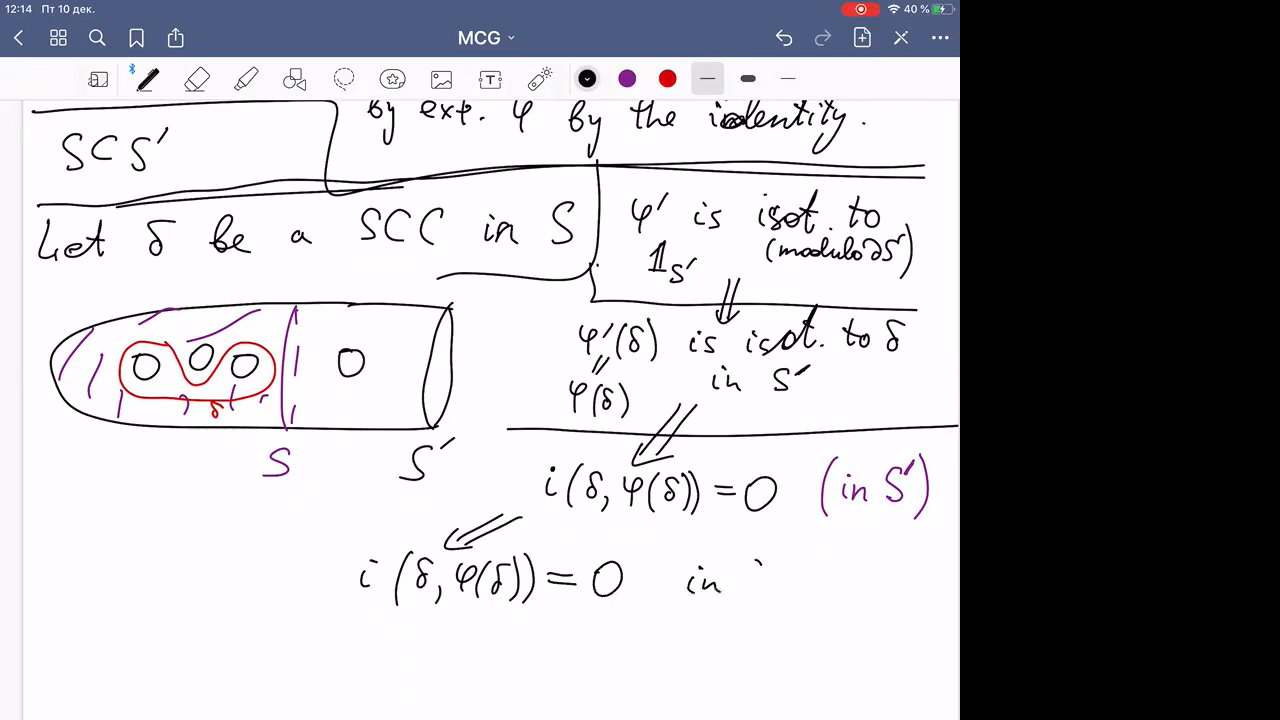 12:14 Пт 10 дек.
40 %
MCG
by ext. φ by the identity.
S⊂S'
Let δ be a SCC in S
φ' is isot. to
1_S' (modulo ∂S')
⇓
φ'(δ) is isot. to δ
in S'
φ(δ)
δ
S
S'
i(δ, φ(δ)) = 0 (in S')
i(δ, φ(δ)) = 0 in